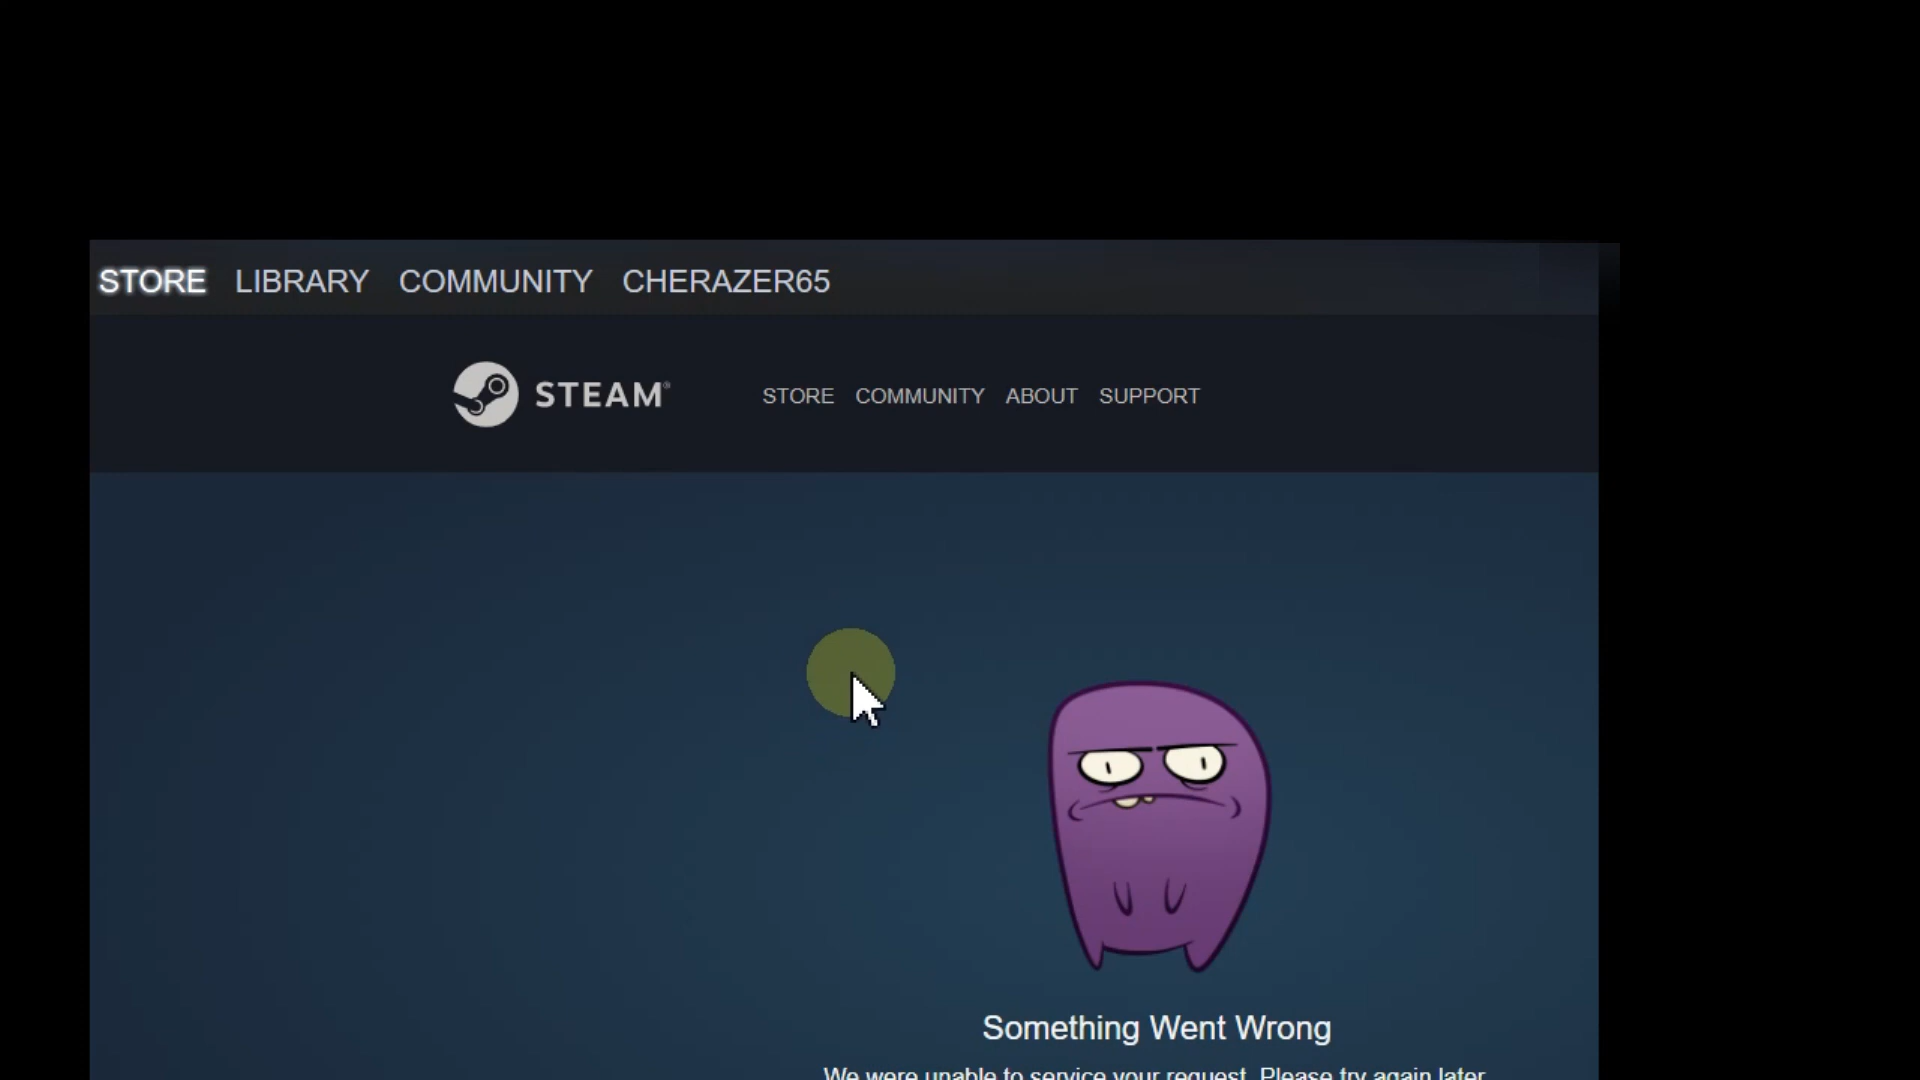 STORE LIBRARY COMMUNITY CHERAZER65
STEAM® STORE COMMUNITY ABOUT SUPPORT
Something Went Wrong
We were unable to service your request. Please try again later.